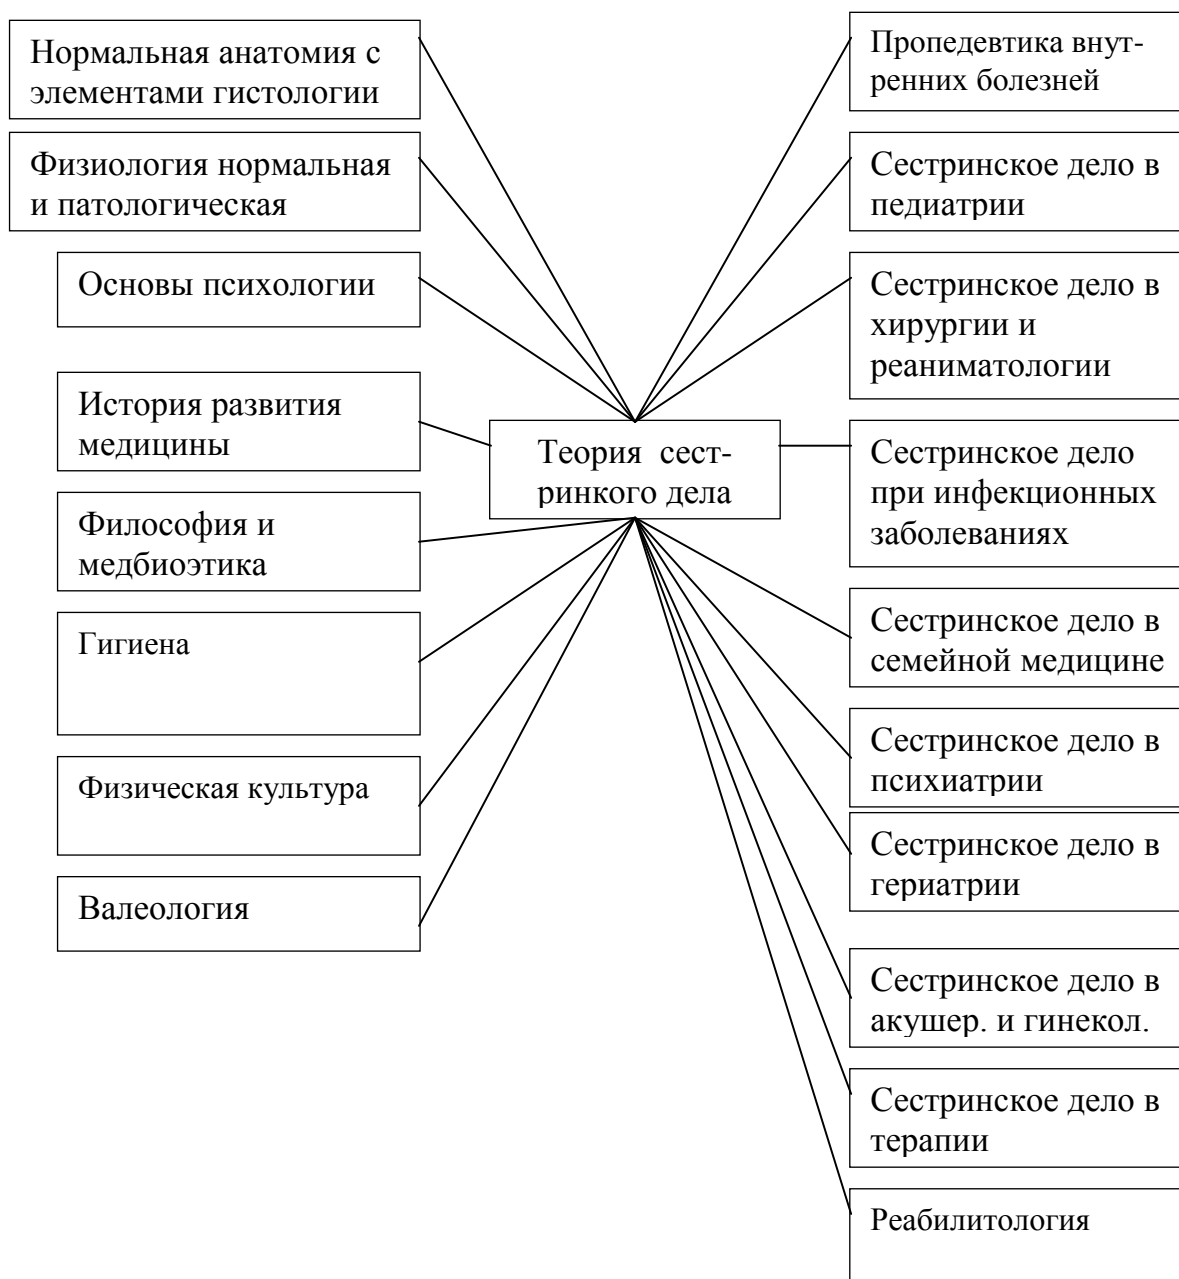 Нормальная анатомия с
элементами гистологии
Физиология нормальная
и патологическая
Основы психологии
История развития
медицины
Философия и
медбиоэтика
Гигиена
Физическая культура
Валеология
Теория сест-
ринкого дела
Пропедевтика внут-
ренних болезней
Сестринское дело в
педиатрии
Сестринское дело в
хирургии и
реаниматологии
Сестринское дело
при инфекционных
заболеваниях
Сестринское дело в
семейной медицине
Сестринское дело в
психиатрии
Сестринское дело в
гериатрии
Сестринское дело в
акушер. и гинекол.
Сестринское дело в
терапии
Реабилитология